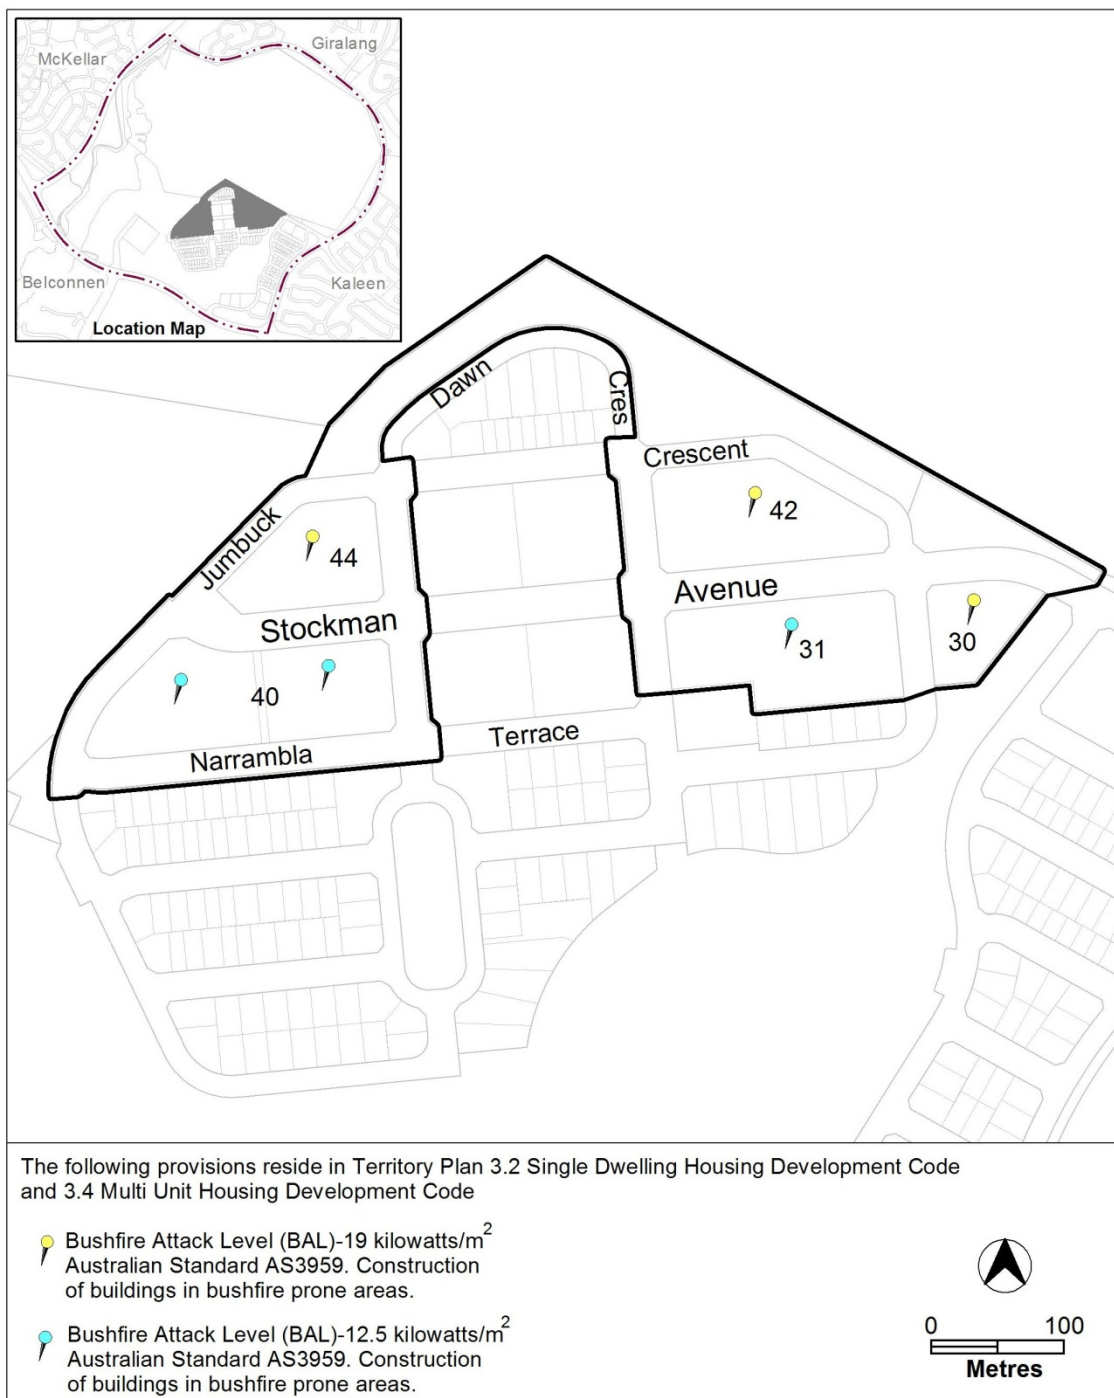 McKellar
Giralang
Belconnen
Kaleen
Location Map
Dawn
Cres
Crescent
Jumbuck
42
44
Avenue
Stockman
31
30
40
Terrace
Narrambla
The following provisions reside in Territory Plan 3.2 Single Dwelling Housing Development Code
and 3.4 Multi Unit Housing Development Code
Bushfire Attack Level (BAL)-19 kilowatts/m²
Australian Standard AS3959. Construction
of buildings in bushfire prone areas.
Bushfire Attack Level (BAL)-12.5 kilowatts/m²
Australian Standard AS3959. Construction
of buildings in bushfire prone areas.
0 100
Metres